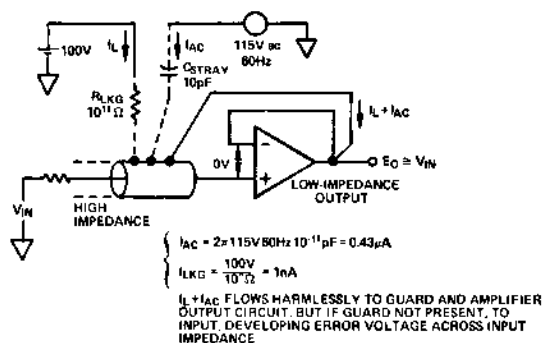 100V
iL
IAC
115V ac
60Hz
CSTRAY
10pF
RLKG
10¹¹Ω
IL + IAC
0V
−
+
EO ≅ VIN
LOW-IMPEDANCE
OUTPUT
VIN
HIGH
IMPEDANCE
IAC = 2π 115V 60Hz 10⁻¹¹pF = 0.43μA
ILKG = 100V / 10¹¹Ω = 1nA
IL + IAC FLOWS HARMLESSLY TO GUARD AND AMPLIFIER
OUTPUT CIRCUIT. BUT IF GUARD NOT PRESENT, TO
INPUT, DEVELOPING ERROR VOLTAGE ACROSS INPUT
IMPEDANCE